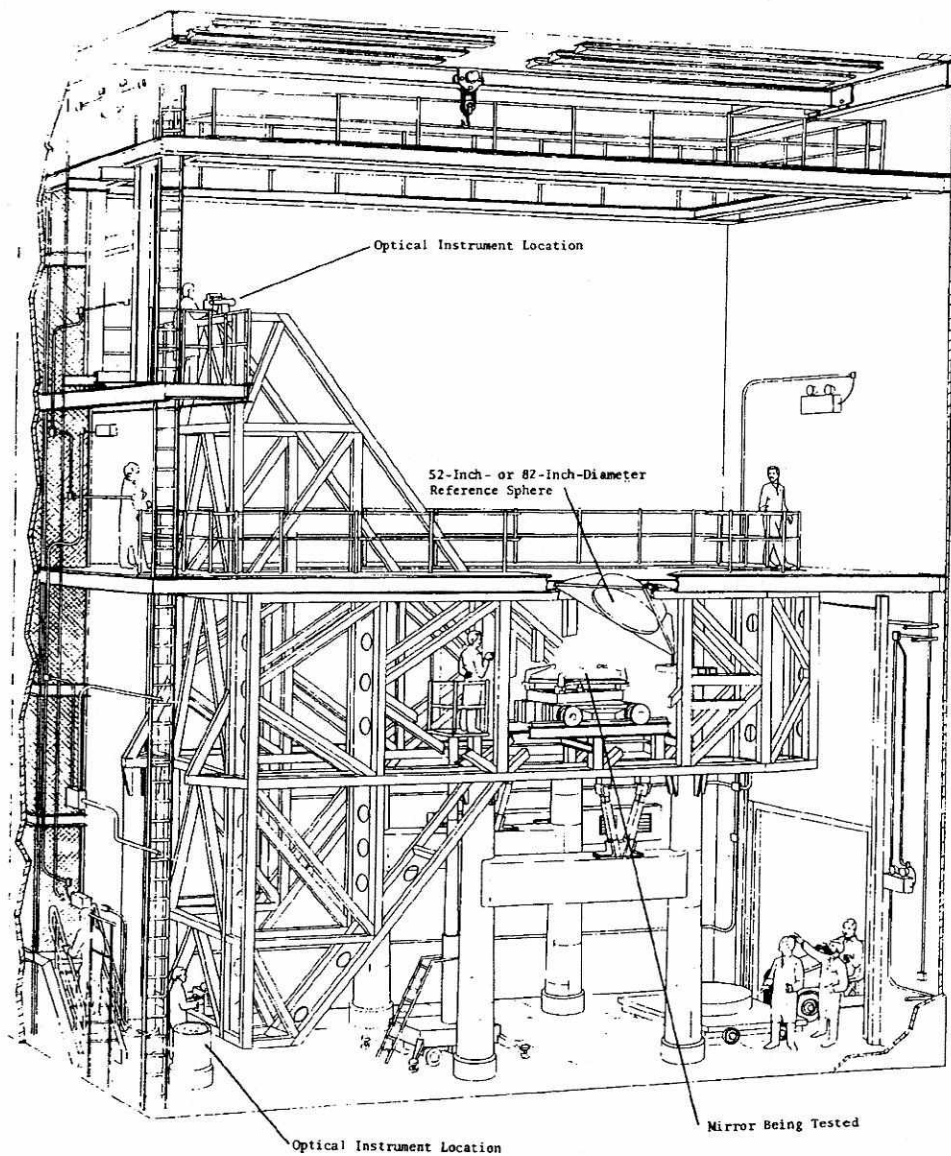 Optical Instrument Location
52-Inch- or 82-Inch-Diameter
Reference Sphere
Mirror Being Tested
Optical Instrument Location